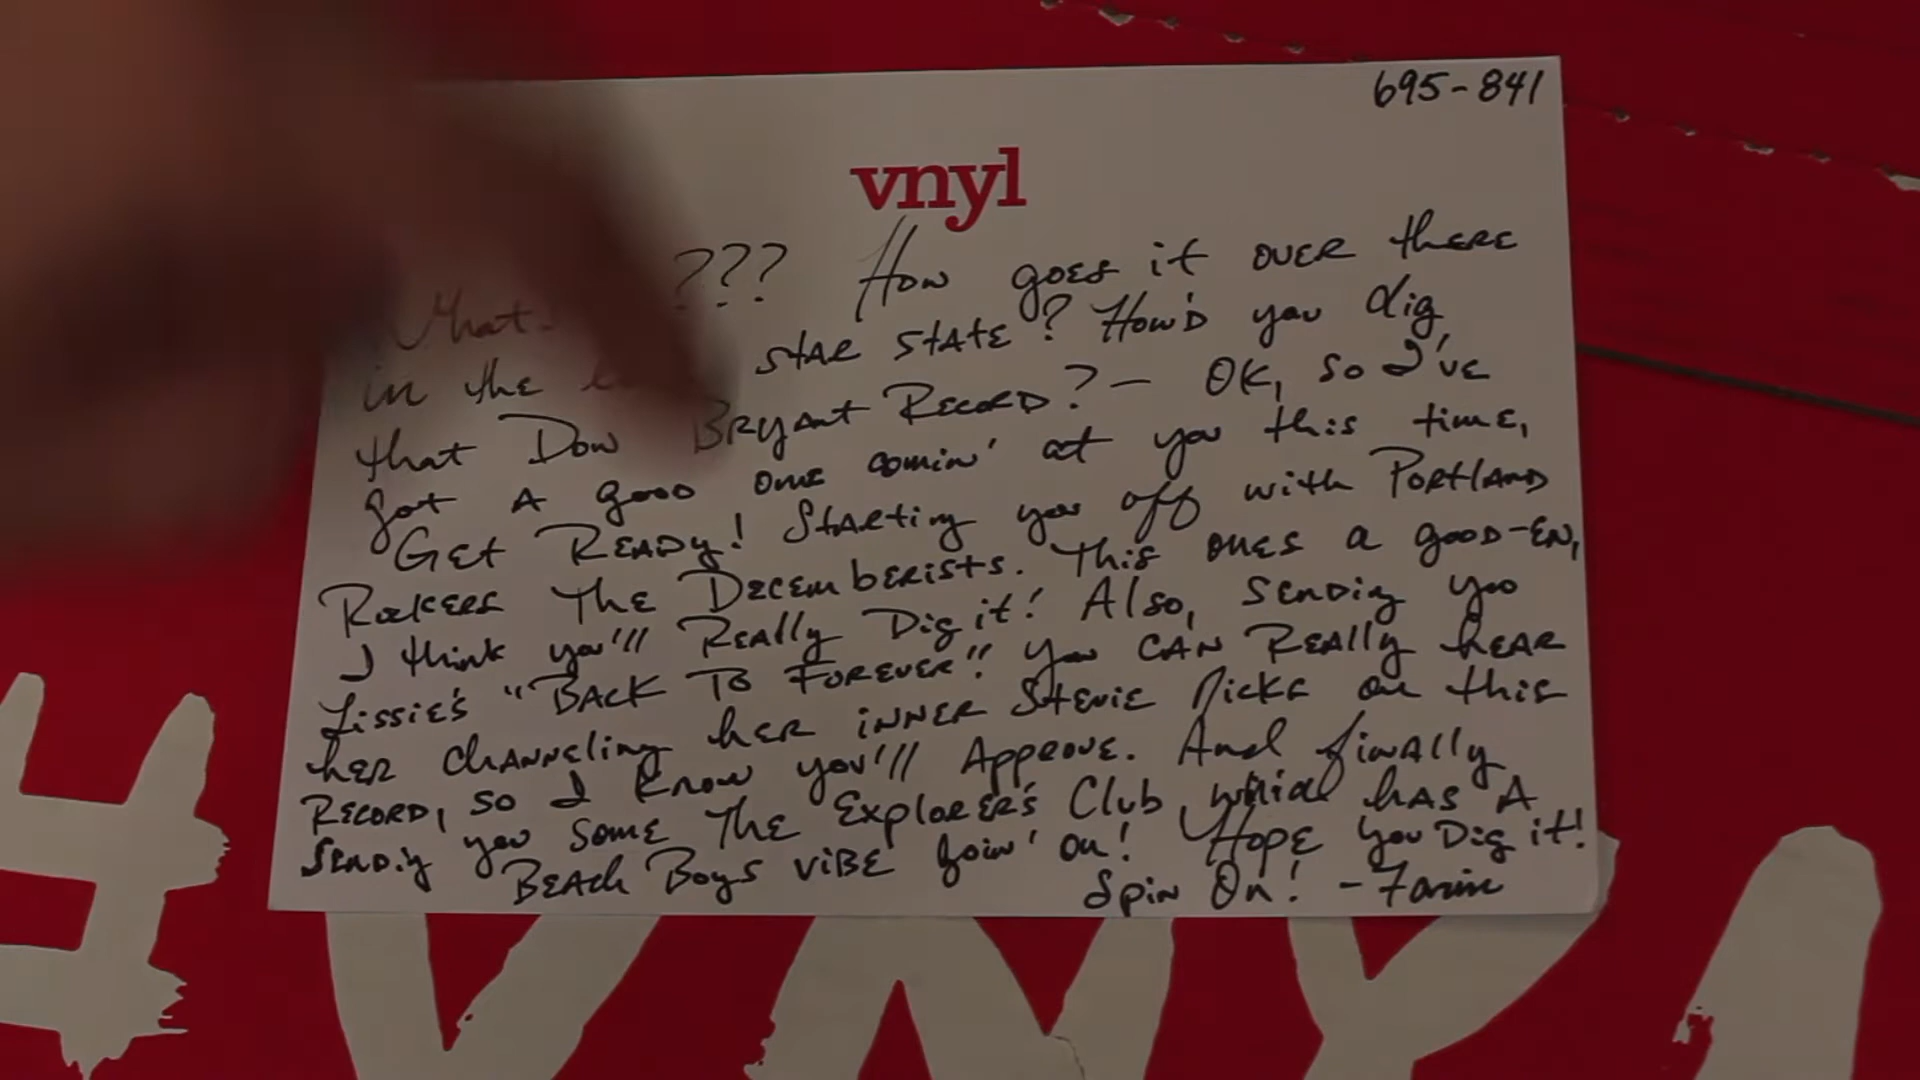 695-841
vnyl
What ??? How goes it over there
in the star state? How'd you dig
that Don Bryant Record?- OK, so I've
got a good one comin' at you this time,
Get Ready! Starting you off with Portland
Rockers The Decemberists. This ones a good-en,
I think you'll Really Dig it! Also, sending you
Lissie's "Back To Forever"! You can Really hear
her channeling her inner Stevie Nicks on this
Record, so I know you'll Approve. And finally
Sending you some The Explorer's Club, which has a
Beach Boys vibe goin' on! Hope you Dig it!
Spin On! -
#VNYL